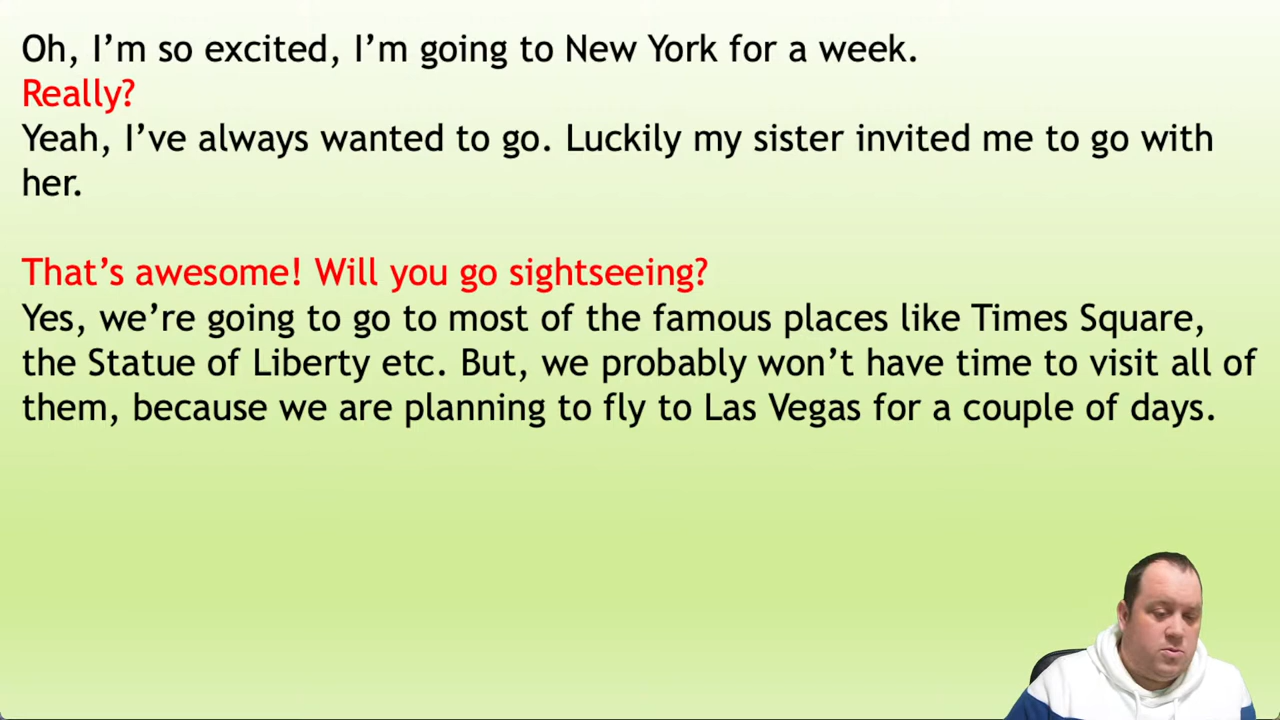 Oh, I’m so excited, I’m going to New York for a week.
Really?
Yeah, I’ve always wanted to go. Luckily my sister invited me to go with
her.
That’s awesome! Will you go sightseeing?
Yes, we’re going to go to most of the famous places like Times Square,
the Statue of Liberty etc. But, we probably won’t have time to visit all of
them, because we are planning to fly to Las Vegas for a couple of days.